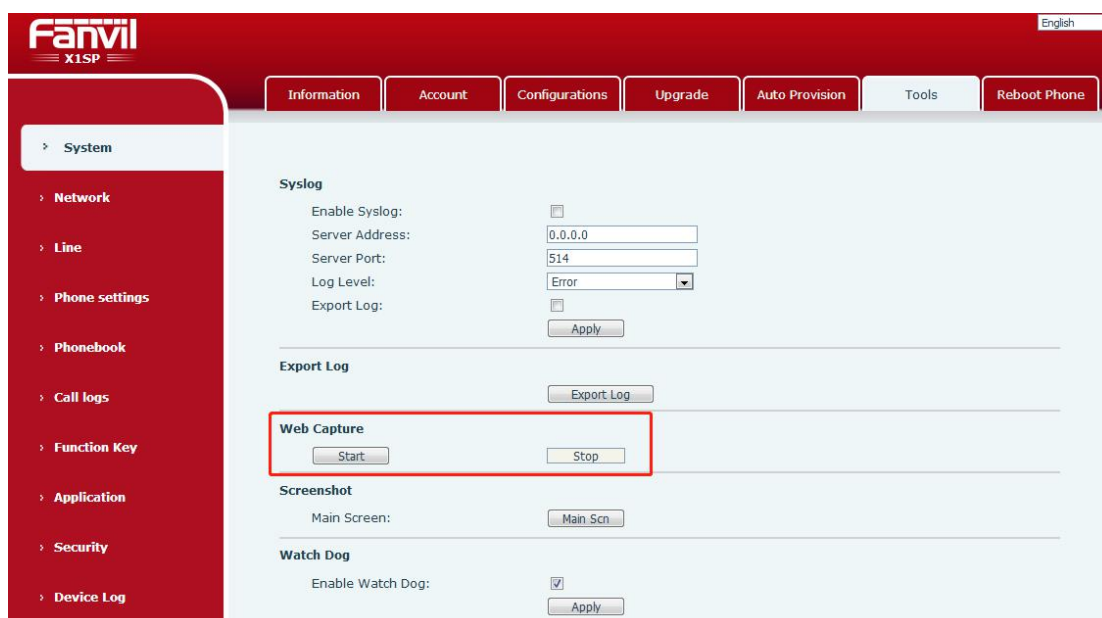 Fanvil
X1SP
English
Information Account Configurations Upgrade Auto Provision Tools Reboot Phone
› System
› Network
› Line
› Phone settings
› Phonebook
› Call logs
› Function Key
› Application
› Security
› Device Log
Syslog
Enable Syslog:
Server Address: 0.0.0.0
Server Port: 514
Log Level: Error
Export Log:
Apply
Export Log
Export Log
Web Capture
Start Stop
Screenshot
Main Screen: Main Scn
Watch Dog
Enable Watch Dog:
Apply